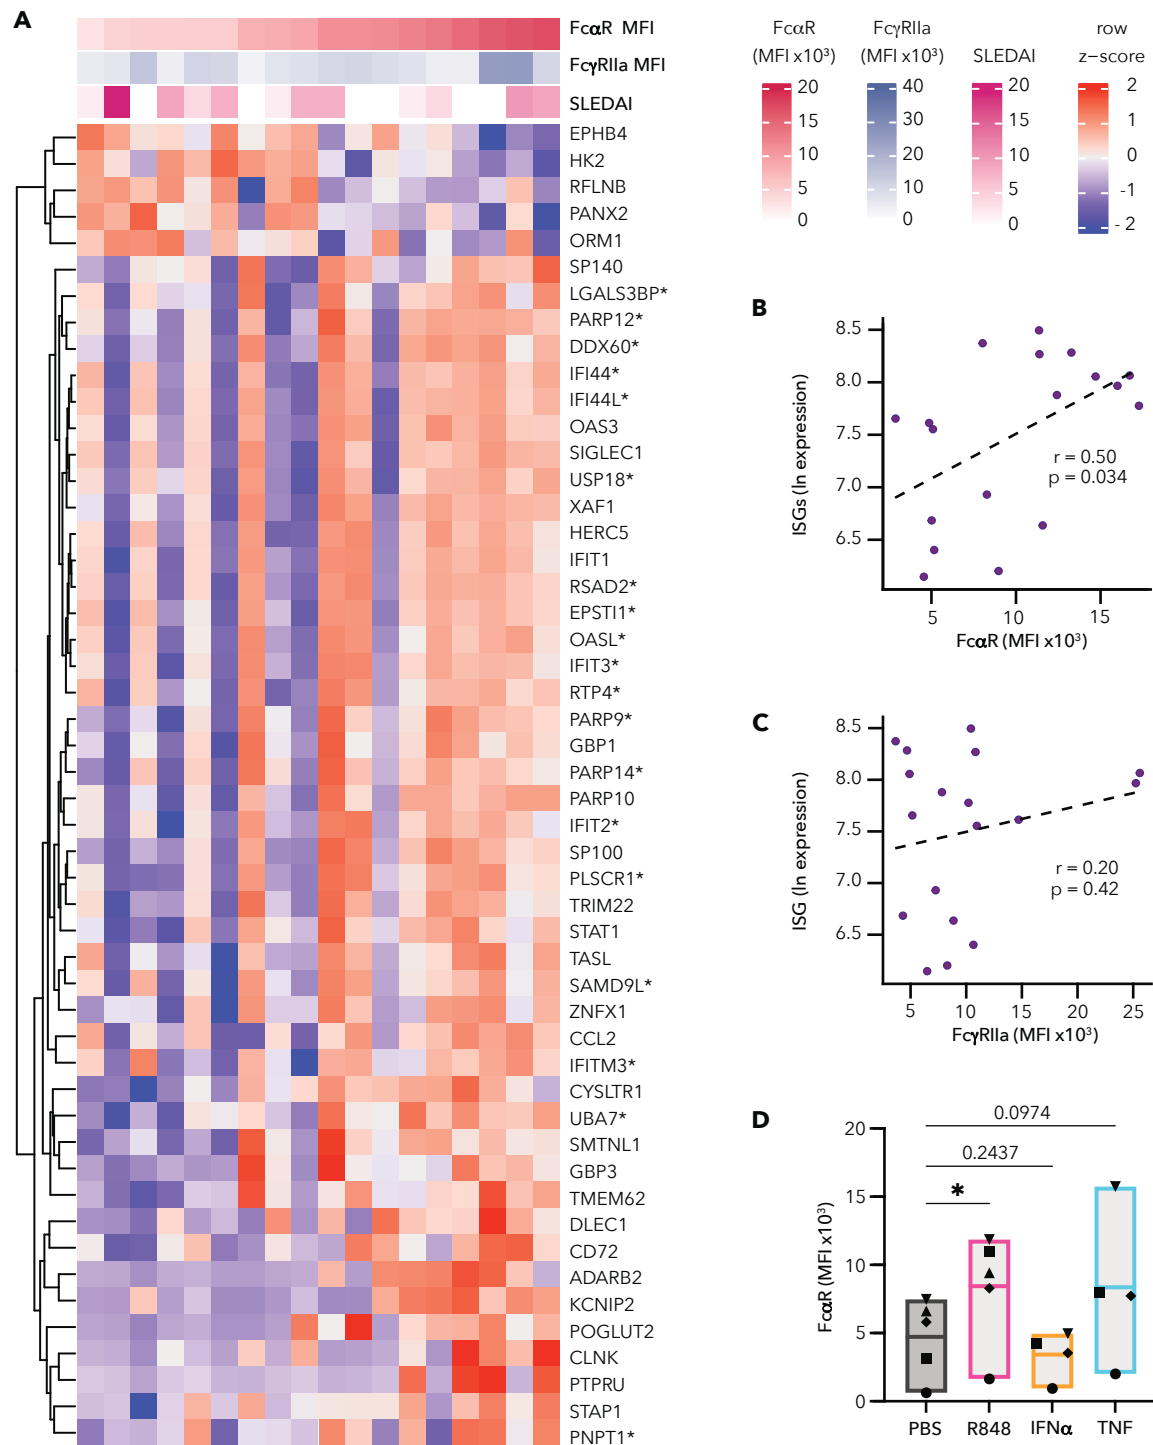 A
FcαR MFI
FcγRIIa MFI
SLEDAI
EPHB4
HK2
RFLNB
PANX2
ORM1
SP140
LGALS3BP*
PARP12*
DDX60*
IFI44*
IFI44L*
OAS3
SIGLEC1
USP18*
XAF1
HERC5
IFIT1
RSAD2*
EPSTI1*
OASL*
IFIT3*
RTP4*
PARP9*
GBP1
PARP14*
PARP10
IFIT2*
SP100
PLSCR1*
TRIM22
STAT1
TASL
SAMD9L*
ZNFX1
CCL2
IFITM3*
CYSLTR1
UBA7*
SMTNL1
GBP3
TMEM62
DLEC1
CD72
ADARB2
KCNIP2
POGLUT2
CLNK
PTPRU
STAP1
PNPT1*
FcαR
(MFI x10³)
20
15
10
5
0
FcγRIIa
(MFI x10³)
40
30
20
10
0
SLEDAI
20
15
10
5
0
row
z−score
2
1
0
-1
- 2
B
8.5
8.0
7.5
7.0
6.5
ISGs (ln expression)
r = 0.50
p = 0.034
5 10 15
FcαR (MFI x10³)
C
8.5
8.0
7.5
7.0
6.5
ISG (ln expression)
r = 0.20
p = 0.42
5 10 15 20 25
FcγRIIa (MFI x10³)
D
0.0974
0.2437
*
20
15
10
5
0
FcαR (MFI x10³)
PBS R848 IFNα TNF